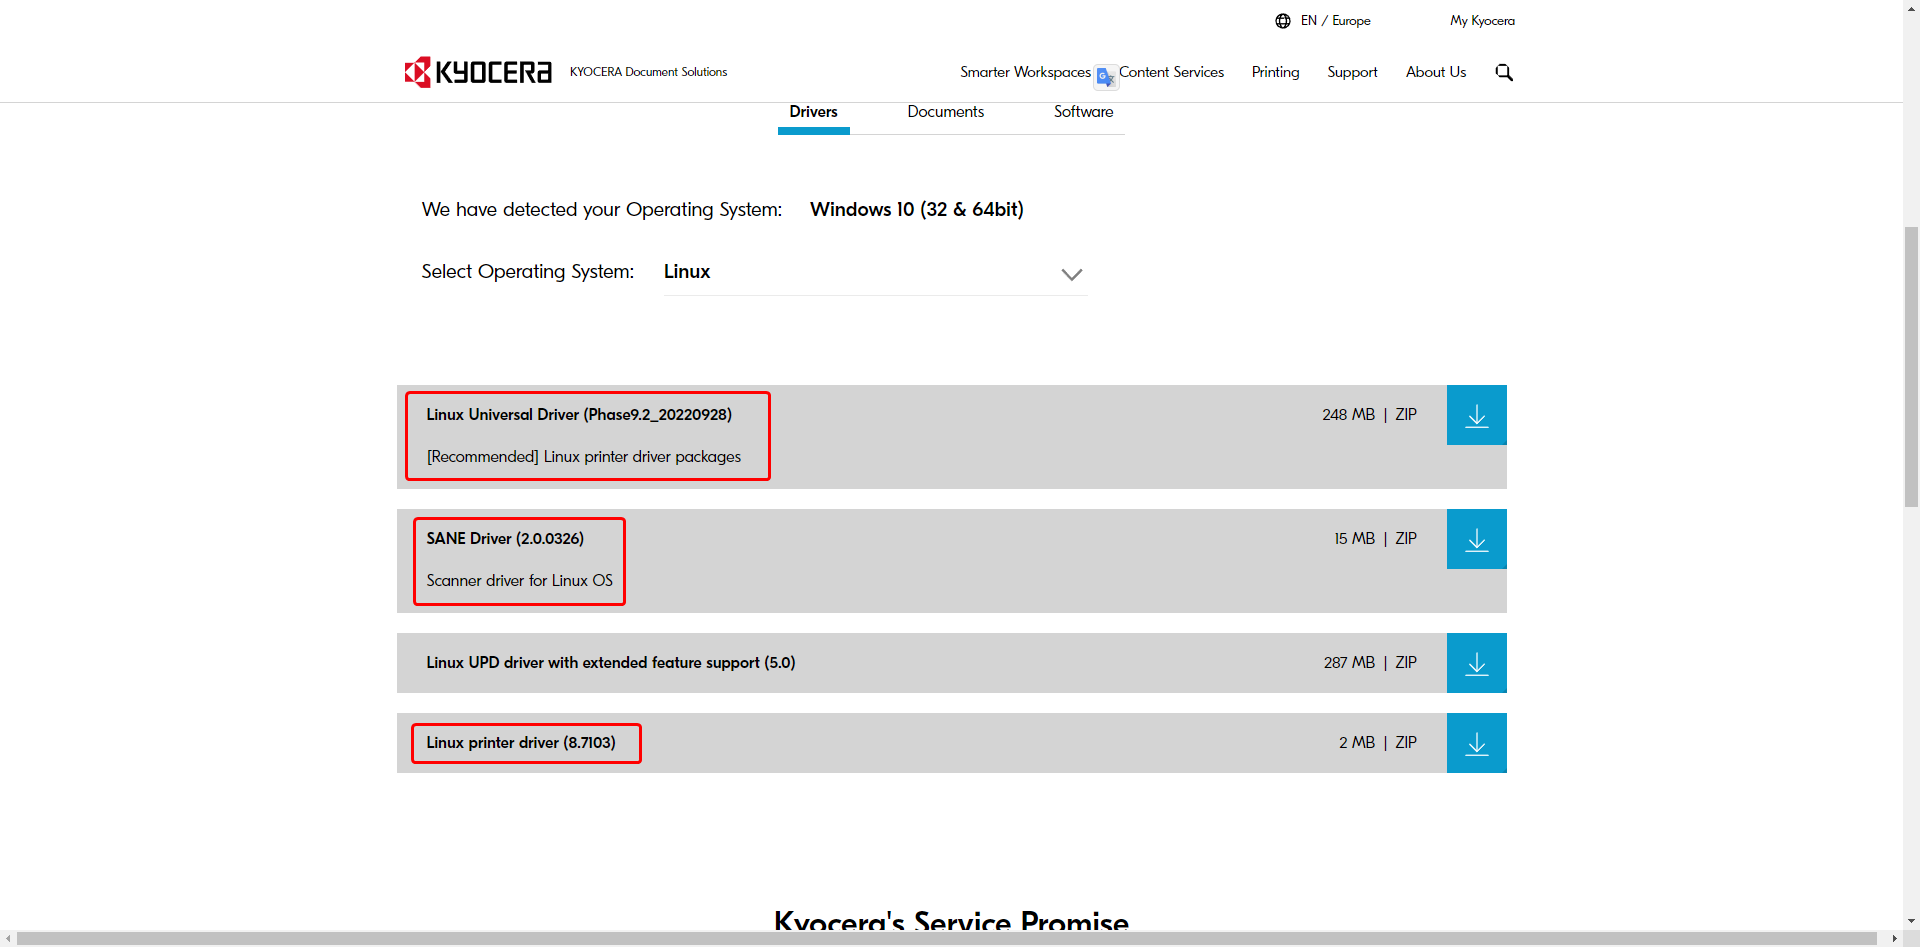 EN / Europe
My Kyocera
KYOCERA
KYOCERA Document Solutions
Smarter Workspaces
Content Services
Printing
Support
About Us
Drivers
Documents
Software
We have detected your Operating System: Windows 10 (32 & 64bit)
Select Operating System: Linux
Linux Universal Driver (Phase9.2_20220928)
248 MB | ZIP
[Recommended] Linux printer driver packages
SANE Driver (2.0.0326)
15 MB | ZIP
Scanner driver for Linux OS
Linux UPD driver with extended feature support (5.0)
287 MB | ZIP
Linux printer driver (8.7103)
2 MB | ZIP
Kyocera's Service Promise